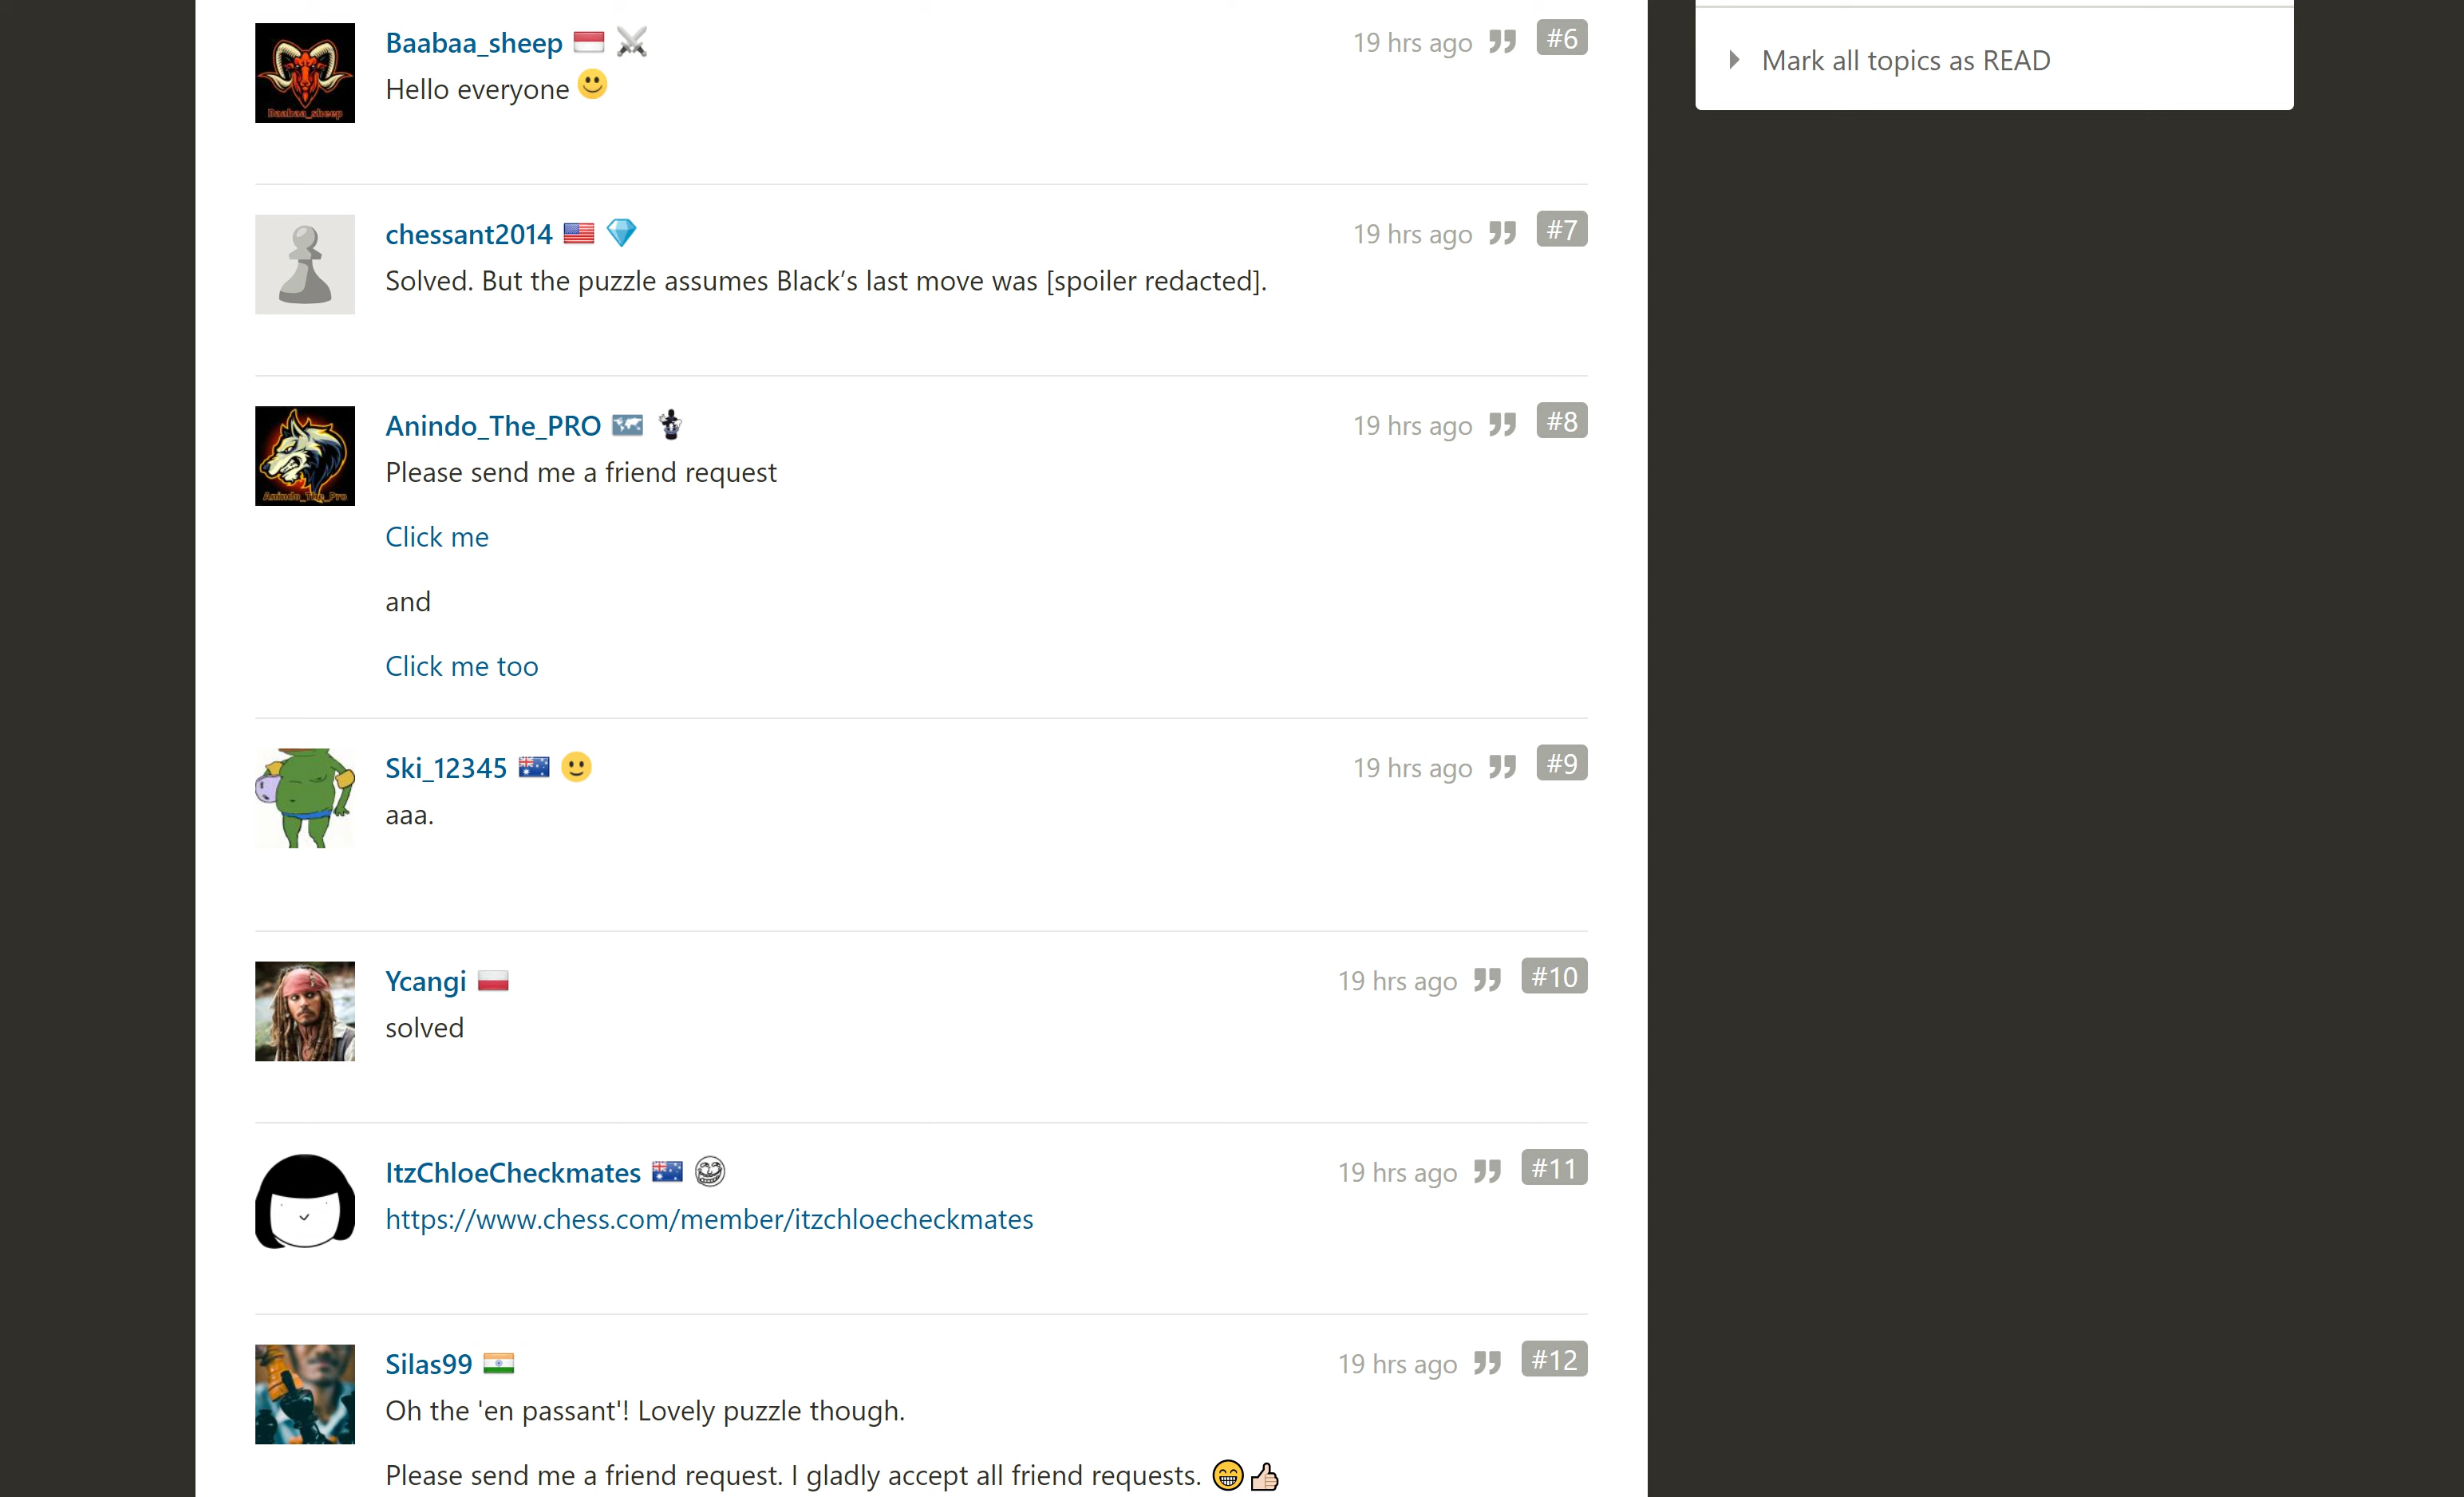 Baabaa_sheep
19 hrs ago
#6
Hello everyone
Baabaa_sheep
Mark all topics as READ
chessant2014
19 hrs ago
#7
Solved. But the puzzle assumes Black’s last move was [spoiler redacted].
Anindo_The_PRO
19 hrs ago
#8
Please send me a friend request
Anindo_The_Pro
Click me
and
Click me too
Ski_12345
19 hrs ago
#9
aaa.
Ycangi
19 hrs ago
#10
solved
ItzChloeCheckmates
19 hrs ago
#11
https://www.chess.com/member/itzchloecheckmates
Silas99
19 hrs ago
#12
Oh the 'en passant'! Lovely puzzle though.
Please send me a friend request. I gladly accept all friend requests. 😁👍🏻